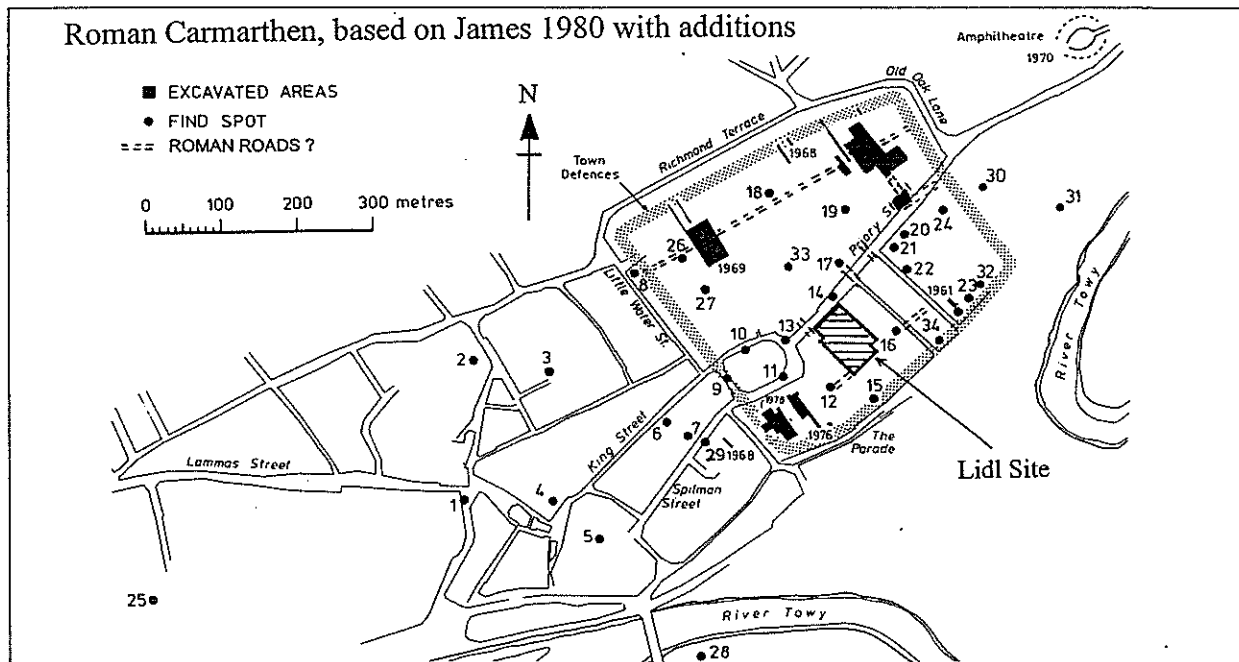 Roman Carmarthen, based on James 1980 with additions
Amphitheatre
1970
EXCAVATED AREAS
FIND SPOT
ROMAN ROADS ?
0 100 200 300 metres
N
Old Oak Lane
Richmond Terrace
Town
Defences
1968
18
19
Priory St
30
31
24
20
21
22
26
8
1969
27
33
17
14
1961
23
32
34
16
Little Water St.
10
13
11
9
12
15
1978
1976
The
Parade
River Towy
Lidl Site
2
3
King Street
6
7
29
1968
Spilman
Street
Lammas Street
1
4
5
25
River Towy
28